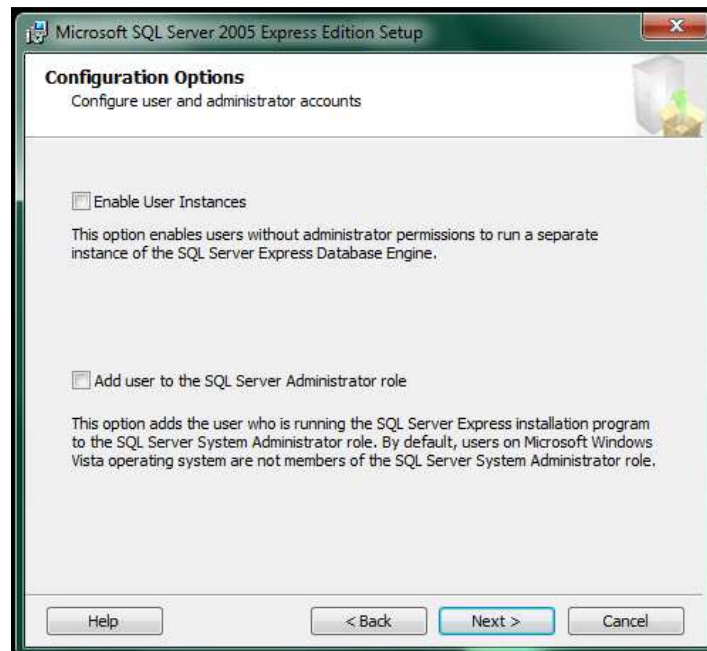 Microsoft SQL Server 2005 Express Edition Setup
Configuration Options
Configure user and administrator accounts
Enable User Instances
This option enables users without administrator permissions to run a separate
instance of the SQL Server Express Database Engine.
Add user to the SQL Server Administrator role
This option adds the user who is running the SQL Server Express installation program
to the SQL Server System Administrator role. By default, users on Microsoft Windows
Vista operating system are not members of the SQL Server System Administrator role.
Help
< Back
Next >
Cancel